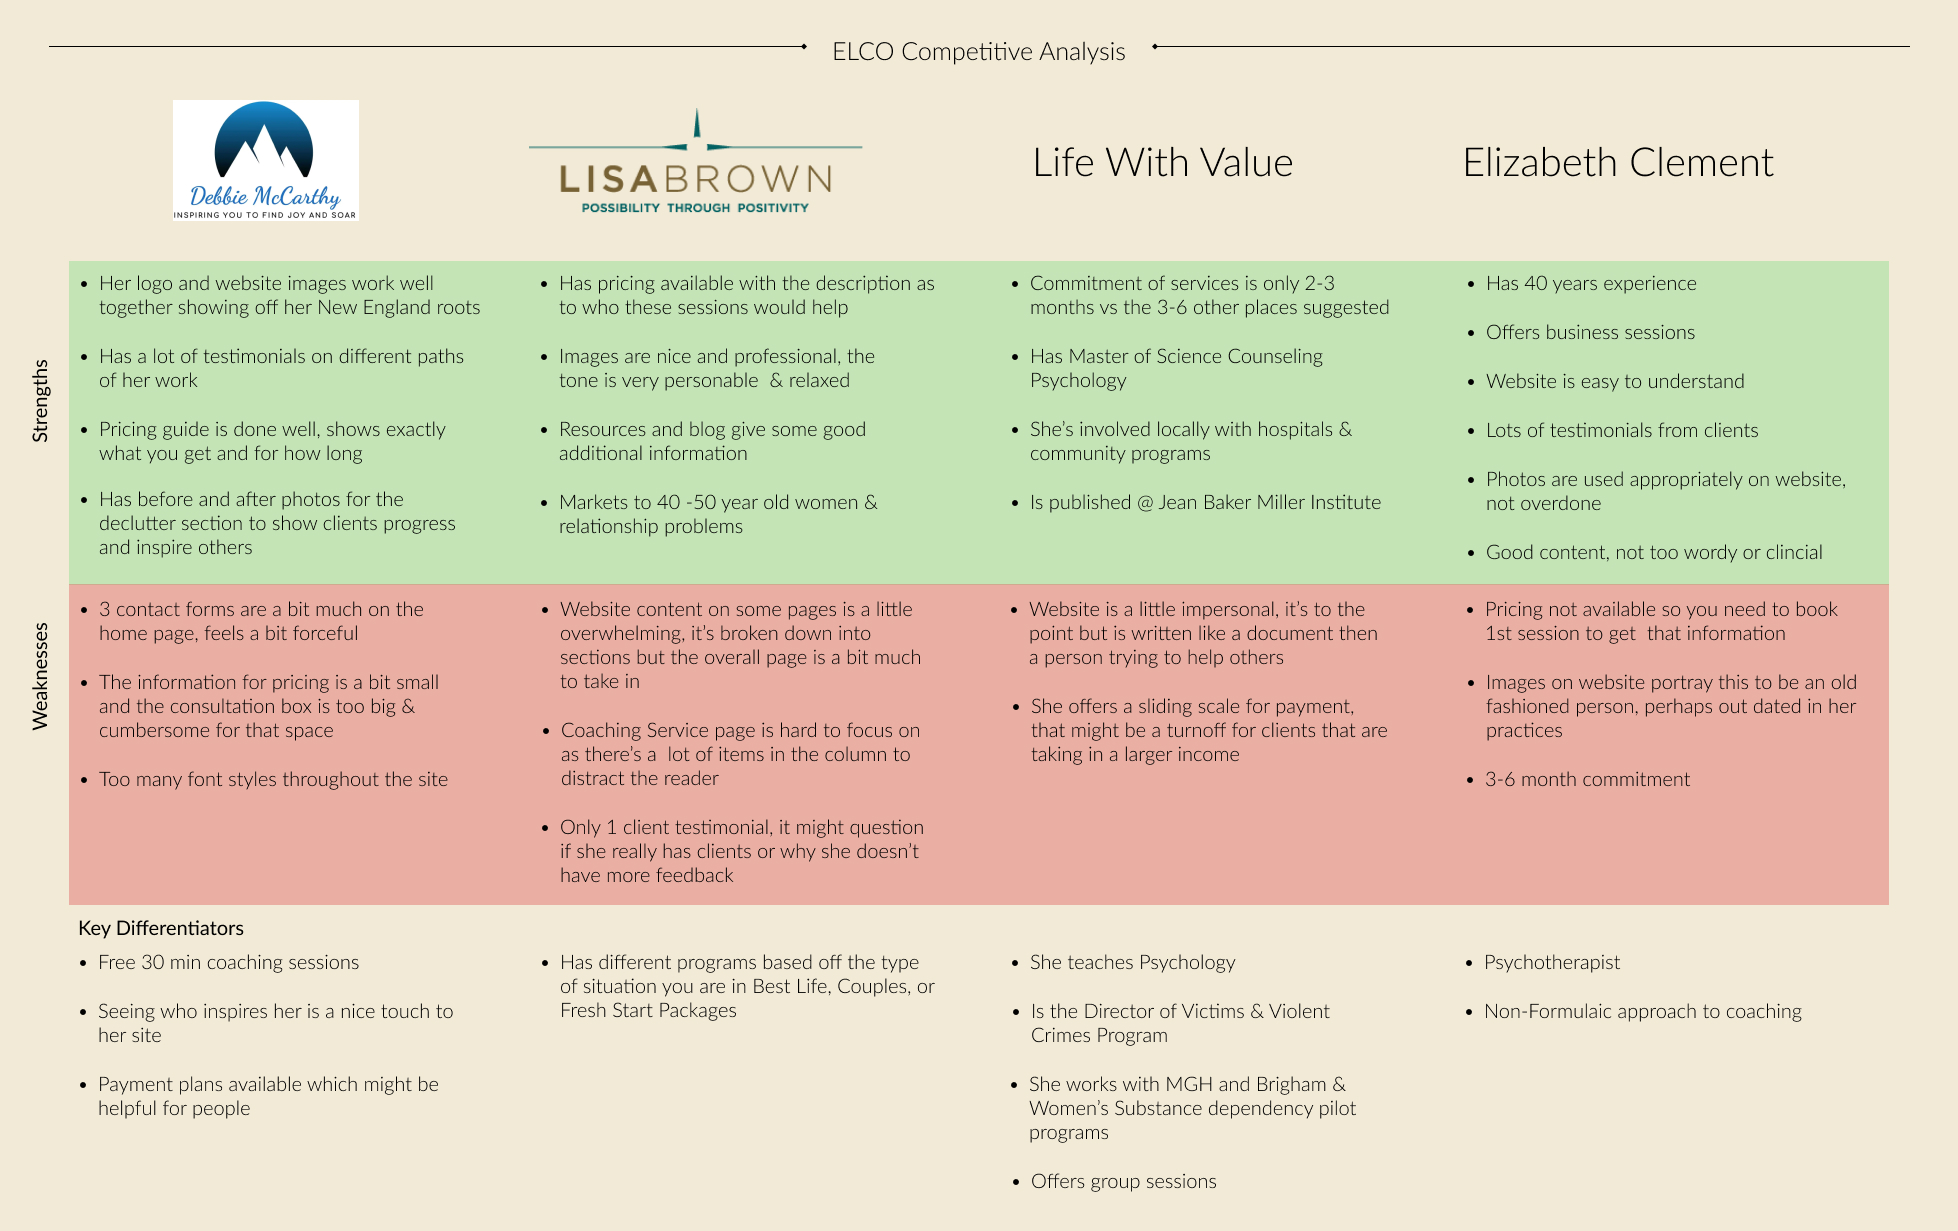 ELCO Competitive Analysis
Debbie McCarthy
INSPIRING YOU TO FIND JOY AND SOAR
LISABROWN
POSSIBILITY THROUGH POSITIVITY
Life With Value
Elizabeth Clement
Strengths
• Her logo and website images work well
together showing off her New England roots
• Has a lot of testimonials on different paths
of her work
• Pricing guide is done well, shows exactly
what you get and for how long
• Has before and after photos for the
declutter section to show clients progress
and inspire others
• Has pricing available with the description as
to who these sessions would help
• Images are nice and professional, the
tone is very personable & relaxed
• Resources and blog give some good
additional information
• Markets to 40 -50 year old women &
relationship problems
• Commitment of services is only 2-3
months vs the 3-6 other places suggested
• Has Master of Science Counseling
Psychology
• She's involved locally with hospitals &
community programs
• Is published @ Jean Baker Miller Institute
• Has 40 years experience
• Offers business sessions
• Website is easy to understand
• Lots of testimonials from clients
• Photos are used appropriately on website,
not overdone
• Good content, not too wordy or clincial
Weaknesses
• 3 contact forms are a bit much on the
home page, feels a bit forceful
• The information for pricing is a bit small
and the consultation box is too big &
cumbersome for that space
• Too many font styles throughout the site
• Website content on some pages is a little
overwhelming, it's broken down into
sections but the overall page is a bit much
to take in
• Coaching Service page is hard to focus on
as there's a lot of items in the column to
distract the reader
• Only 1 client testimonial, it might question
if she really has clients or why she doesn't
have more feedback
• Website is a little impersonal, it's to the
point but is written like a document then
a person trying to help others
• She offers a sliding scale for payment,
that might be a turnoff for clients that are
taking in a larger income
• Pricing not available so you need to book
1st session to get that information
• Images on website portray this to be an old
fashioned person, perhaps out dated in her
practices
• 3-6 month commitment
Key Differentiators
• Free 30 min coaching sessions
• Seeing who inspires her is a nice touch to
her site
• Payment plans available which might be
helpful for people
• Has different programs based off the type
of situation you are in Best Life, Couples, or
Fresh Start Packages
• She teaches Psychology
• Is the Director of Victims & Violent
Crimes Program
• She works with MGH and Brigham &
Women's Substance dependency pilot
programs
• Offers group sessions
• Psychotherapist
• Non-Formulaic approach to coaching